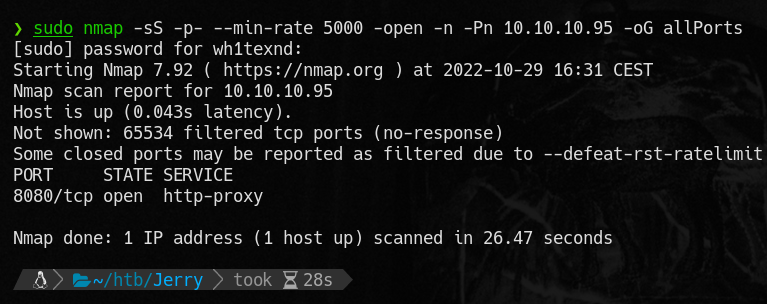 ❯ sudo nmap -sS -p- --min-rate 5000 -open -n -Pn 10.10.10.95 -oG allPorts
[sudo] password for wh1texnd:
Starting Nmap 7.92 ( https://nmap.org ) at 2022-10-29 16:31 CEST
Nmap scan report for 10.10.10.95
Host is up (0.043s latency).
Not shown: 65534 filtered tcp ports (no-response)
Some closed ports may be reported as filtered due to --defeat-rst-ratelimit
PORT     STATE SERVICE
8080/tcp open  http-proxy
Nmap done: 1 IP address (1 host up) scanned in 26.47 seconds
~/htb/Jerry took 28s